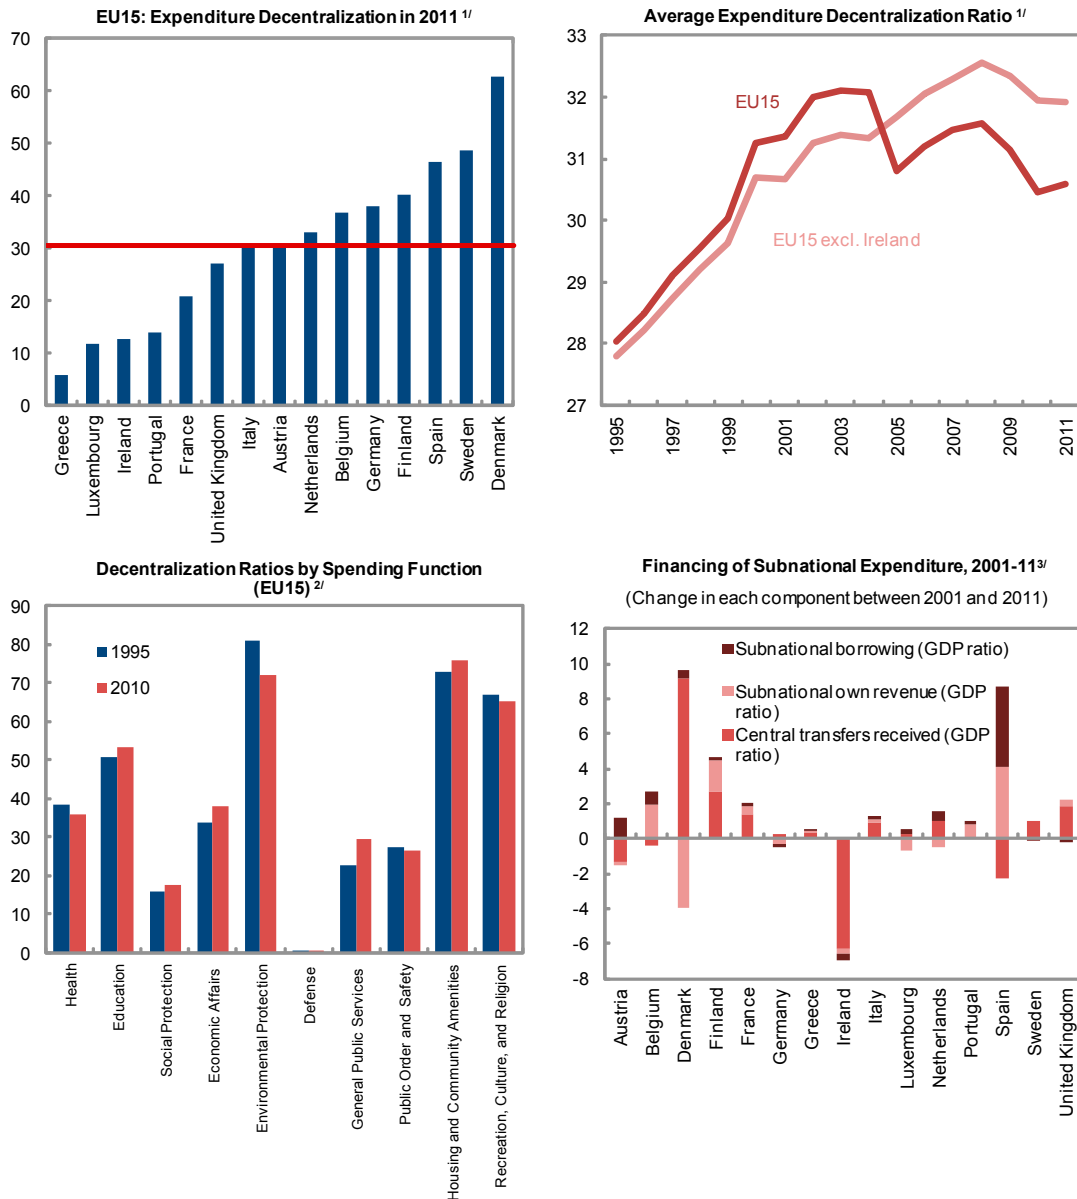 EU15: Expenditure Decentralization in 2011 1/
70
60
50
40
30
20
10
0
Greece
Luxembourg
Ireland
Portugal
France
United Kingdom
Italy
Austria
Netherlands
Belgium
Germany
Finland
Spain
Sweden
Denmark
Average Expenditure Decentralization Ratio 1/
33
32
31
30
29
28
27
EU15
EU15 excl. Ireland
1995
1997
1999
2001
2003
2005
2007
2009
2011
Decentralization Ratios by Spending Function
(EU15) 2/
90
80
70
60
50
40
30
20
10
0
1995
2010
Health
Education
Social Protection
Economic Affairs
Environmental Protection
Defense
General Public Services
Public Order and Safety
Housing and Community Amenities
Recreation, Culture, and Religion
Financing of Subnational Expenditure, 2001-11 3/
(Change in each component between 2001 and 2011)
12
10
8
6
4
2
0
-2
-4
-6
-8
Subnational borrowing (GDP ratio)
Subnational own revenue (GDP
ratio)
Central transfers received (GDP
ratio)
Austria
Belgium
Denmark
Finland
France
Germany
Greece
Ireland
Italy
Luxembourg
Netherlands
Portugal
Spain
Sweden
United Kingdom